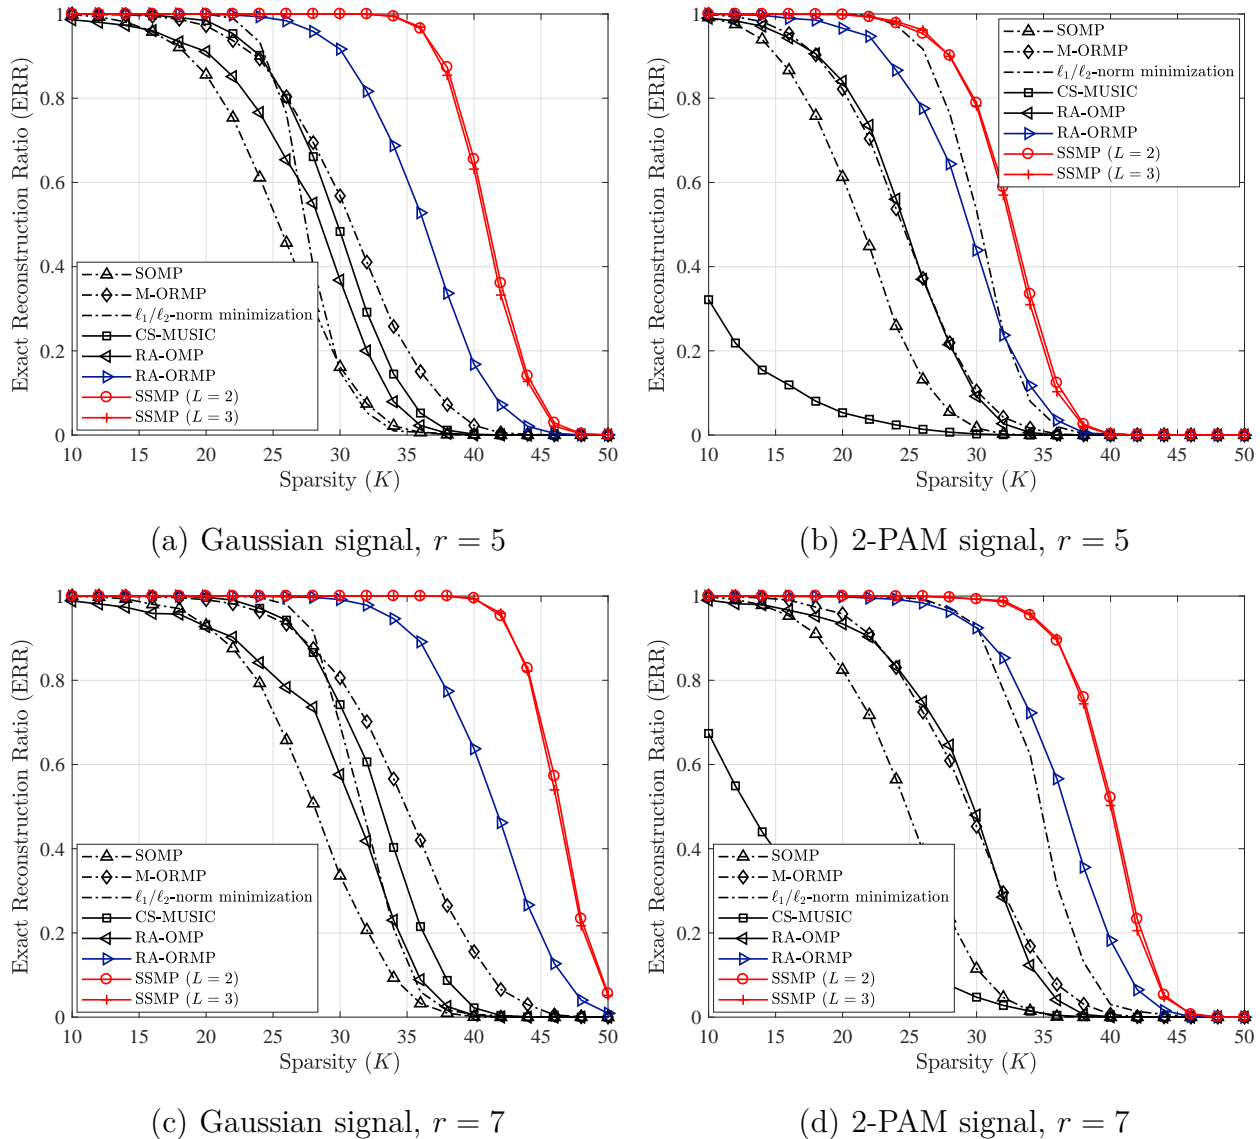 Exact Reconstruction Ratio (ERR)
1
0.8
0.6
0.4
0.2
0
SOMP
M-ORMP
ℓ₁/ℓ₂-norm minimization
CS-MUSIC
RA-OMP
RA-ORMP
SSMP (L = 2)
SSMP (L = 3)
10 15 20 25 30 35 40 45 50
Sparsity (K)
(a) Gaussian signal, r = 5
Exact Reconstruction Ratio (ERR)
1
0.8
0.6
0.4
0.2
0
SOMP
M-ORMP
ℓ₁/ℓ₂-norm minimization
CS-MUSIC
RA-OMP
RA-ORMP
SSMP (L = 2)
SSMP (L = 3)
10 15 20 25 30 35 40 45 50
Sparsity (K)
(b) 2-PAM signal, r = 5
Exact Reconstruction Ratio (ERR)
1
0.8
0.6
0.4
0.2
0
SOMP
M-ORMP
ℓ₁/ℓ₂-norm minimization
CS-MUSIC
RA-OMP
RA-ORMP
SSMP (L = 2)
SSMP (L = 3)
10 15 20 25 30 35 40 45 50
Sparsity (K)
(c) Gaussian signal, r = 7
Exact Reconstruction Ratio (ERR)
1
0.8
0.6
0.4
0.2
0
SOMP
M-ORMP
ℓ₁/ℓ₂-norm minimization
CS-MUSIC
RA-OMP
RA-ORMP
SSMP (L = 2)
SSMP (L = 3)
10 15 20 25 30 35 40 45 50
Sparsity (K)
(d) 2-PAM signal, r = 7